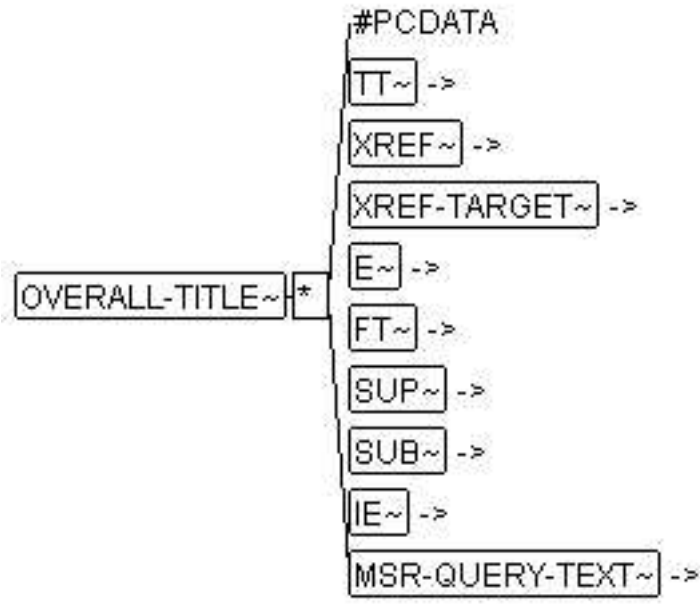 #PCDATA
TT~ ->
XREF~ ->
XREF-TARGET~ ->
E~ ->
OVERALL-TITLE~ *
FT~ ->
SUP~ ->
SUB~ ->
IE~ ->
MSR-QUERY-TEXT~ ->